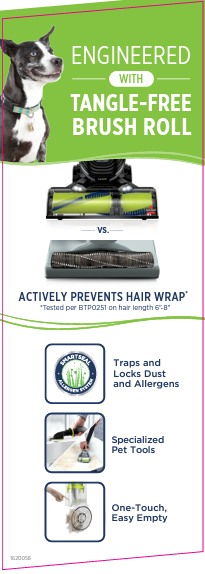 ENGINEERED
WITH
TANGLE-FREE
BRUSH ROLL
VS.
ACTIVELY PREVENTS HAIR WRAP*
*Tested per BTP0251 on hair length 6"-8"
SMARTSEAL
ALLERGEN SYSTEM
Traps and
Locks Dust
and Allergens
Specialized
Pet Tools
One-Touch,
Easy Empty
1620058